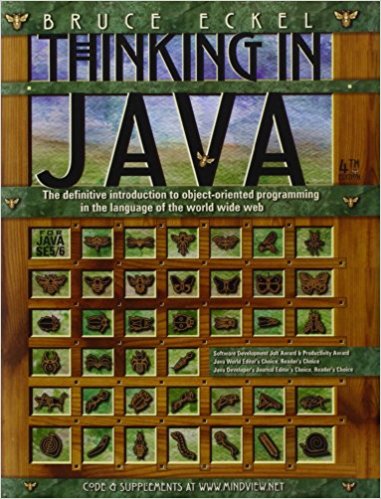 BRUCE ECKEL
THINKING IN
JAVA
4TH
EDITION
The definitive introduction to object-oriented programming
in the language of the world wide web
FOR
JAVA
SE5/6
Software Development Jolt Award & Productivity Award
Java World Editor's Choice, Reader's Choice
Java Developer's Journal Editor's Choice, Reader's Choice
CODE & SUPPLEMENTS AT WWW.MINDVIEW.NET